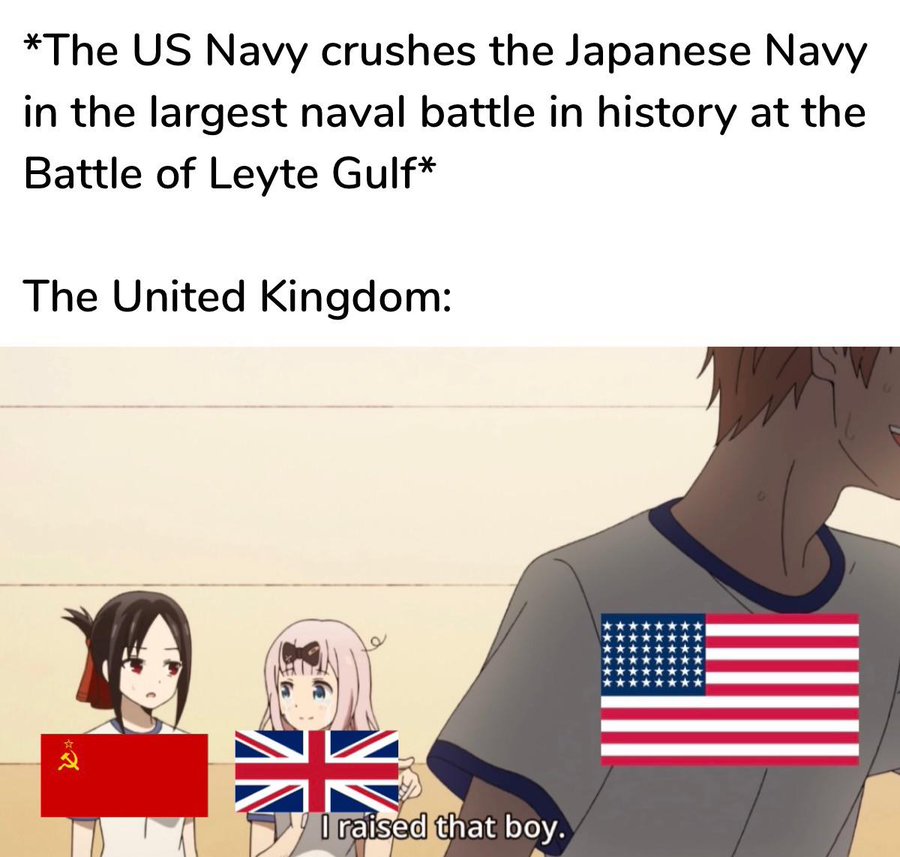 *The US Navy crushes the Japanese Navy
in the largest naval battle in history at the
Battle of Leyte Gulf*
The United Kingdom:
I raised that boy.